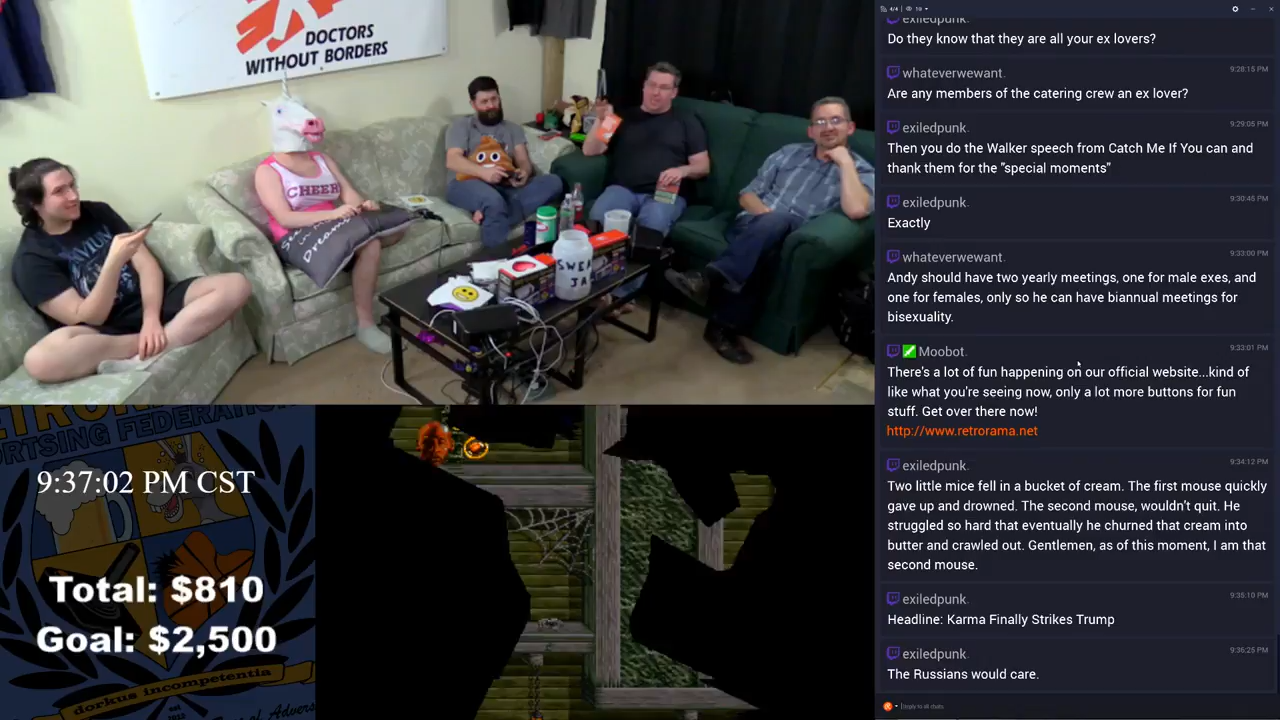 DOCTORS
WITHOUT BORDERS
CHEER
Dreams
SWEAR
JA
9:37:02 PM CST
Total: $810
Goal: $2,500
dorkus incompetentia
4/4
exiledpunk.
Do they know that they are all your ex lovers?
whateverwewant. 9:28:15 PM
Are any members of the catering crew an ex lover?
exiledpunk. 9:29:05 PM
Then you do the Walker speech from Catch Me If You can and
thank them for the "special moments"
exiledpunk. 9:30:45 PM
Exactly
whateverwewant. 9:33:00 PM
Andy should have two yearly meetings, one for male exes, and
one for females, only so he can have biannual meetings for
bisexuality.
Moobot. 9:33:01 PM
There's a lot of fun happening on our official website...kind of
like what you're seeing now, only a lot more buttons for fun
stuff. Get over there now!
http://www.retrorama.net
exiledpunk. 9:34:12 PM
Two little mice fell in a bucket of cream. The first mouse quickly
gave up and drowned. The second mouse, wouldn't quit. He
struggled so hard that eventually he churned that cream into
butter and crawled out. Gentlemen, as of this moment, I am that
second mouse.
exiledpunk. 9:35:10 PM
Headline: Karma Finally Strikes Trump
exiledpunk. 9:36:25 PM
The Russians would care.